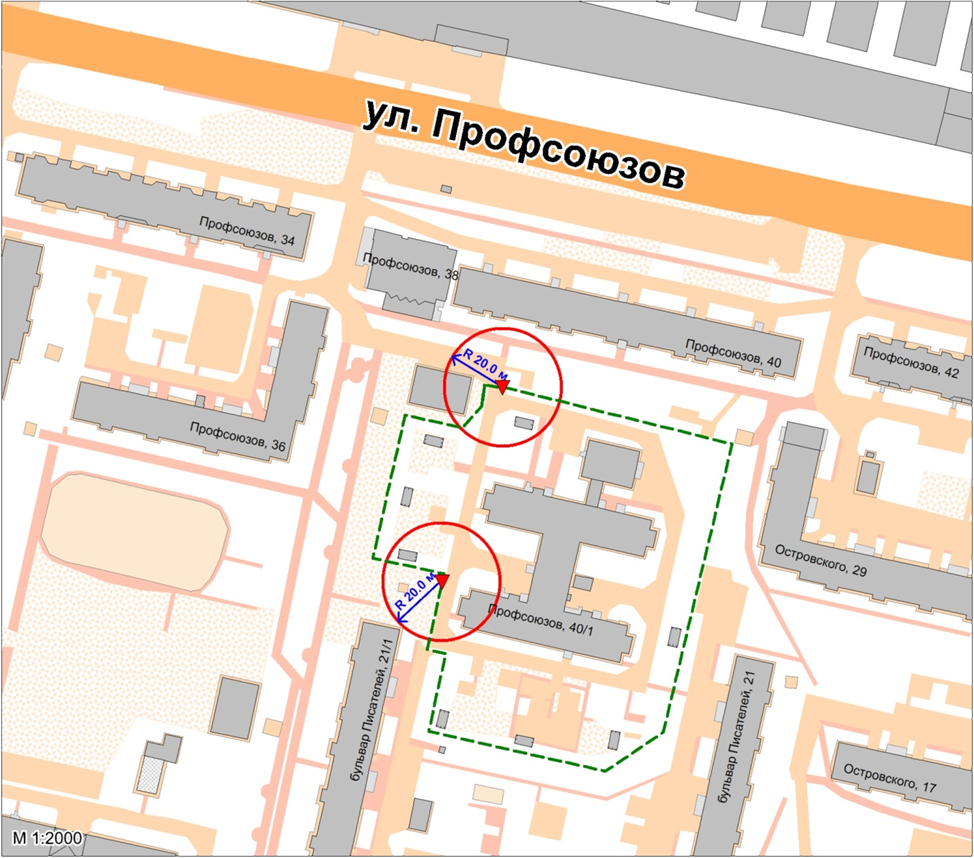 ул. Профсоюзов
Профсоюзов, 34
Профсоюзов, 38
Профсоюзов, 40
Профсоюзов, 42
R 20.0 м
Профсоюзов, 36
Островского, 29
R 20.0 м
Профсоюзов, 40/1
бульвар Писателей, 21/1
бульвар Писателей, 21
Островского, 17
М 1:2000